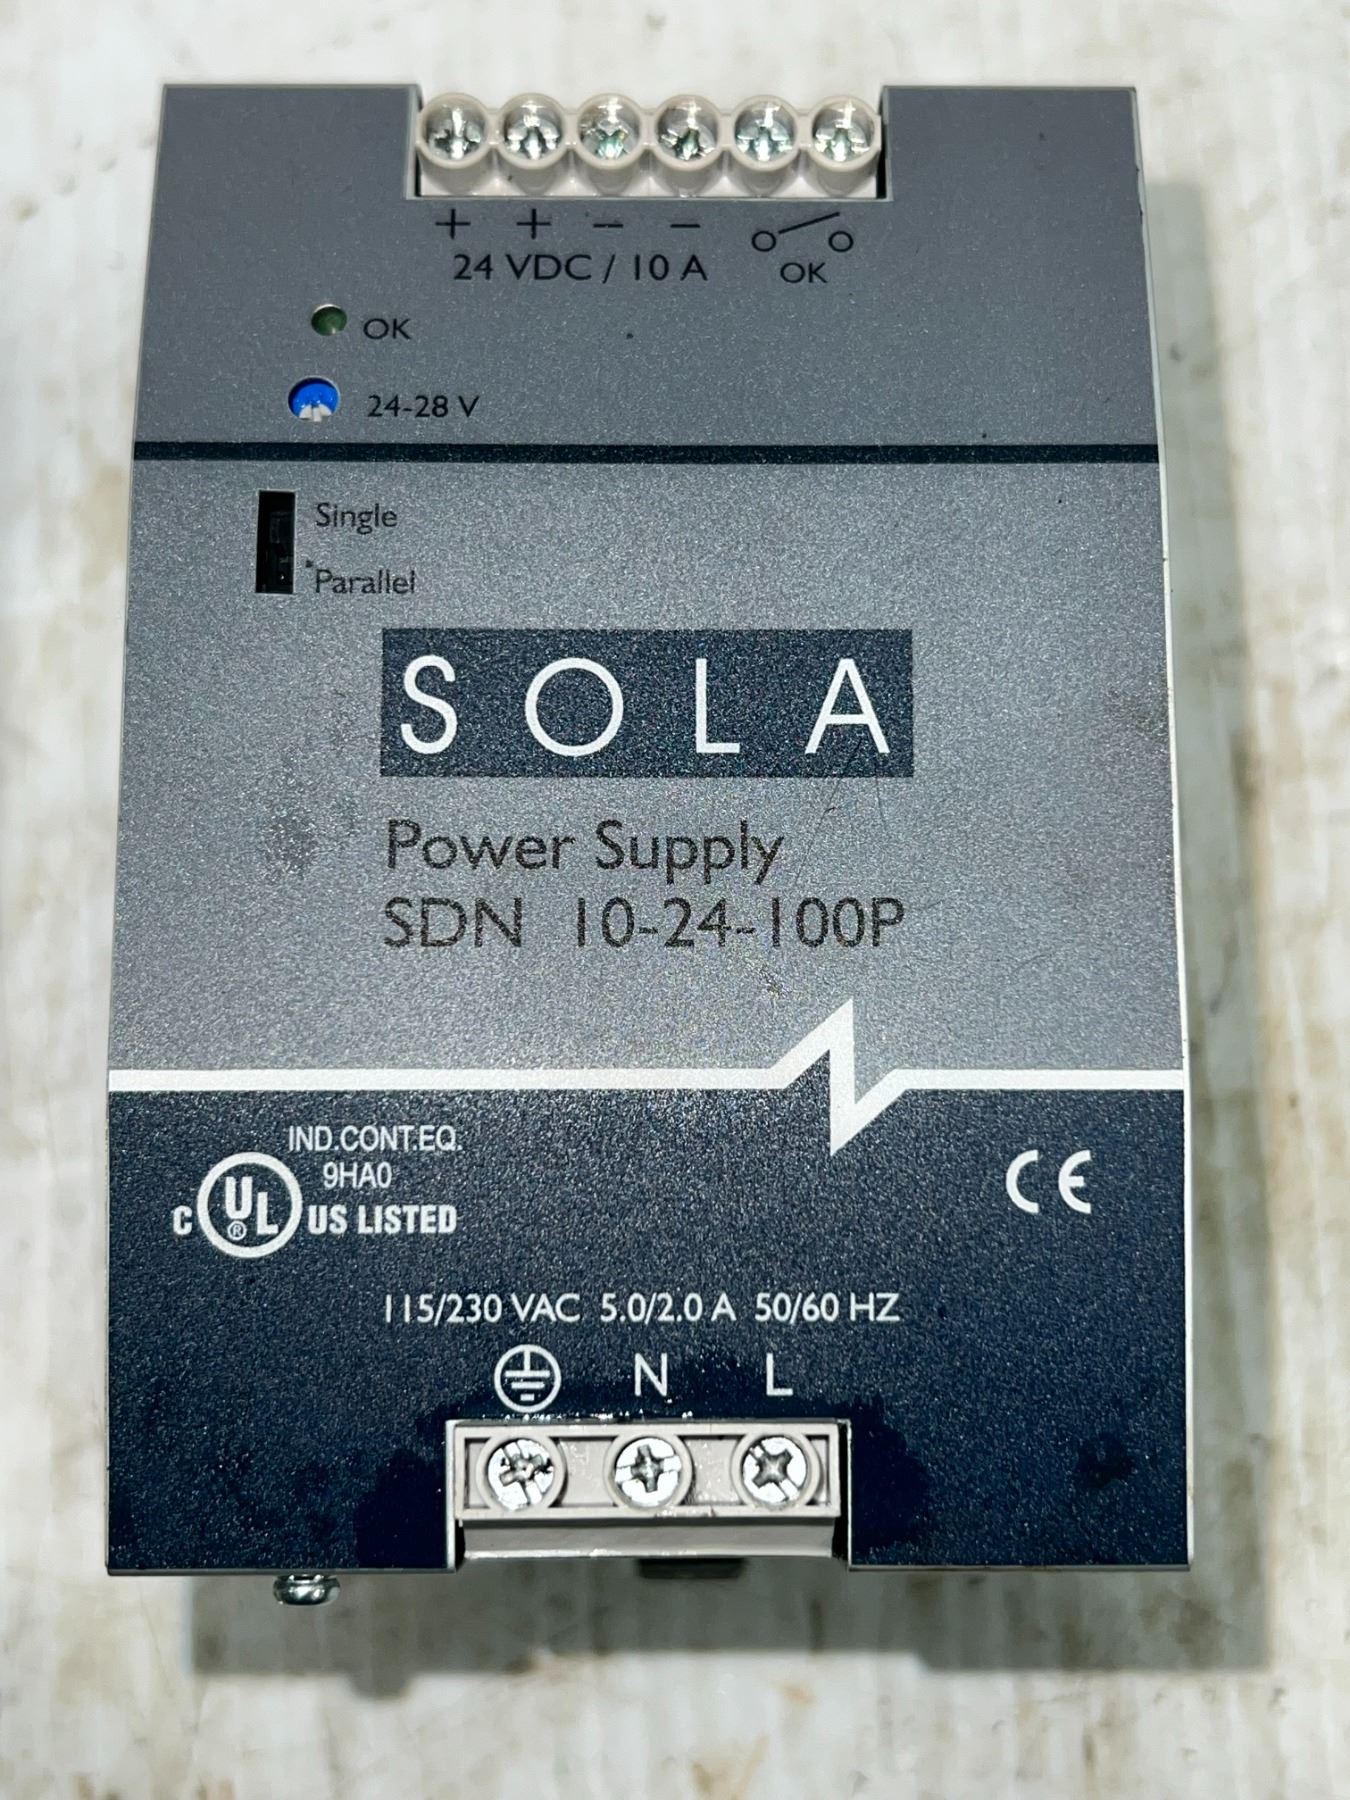 + + − −
24 VDC / 10 A
OK
OK
24-28 V
Single
Parallel
SOLA
Power Supply
SDN 10-24-100P
IND.CONT.EQ.
9HA0
C UL ® US LISTED
CE
115/230 VAC 5.0/2.0 A 50/60 HZ
N L